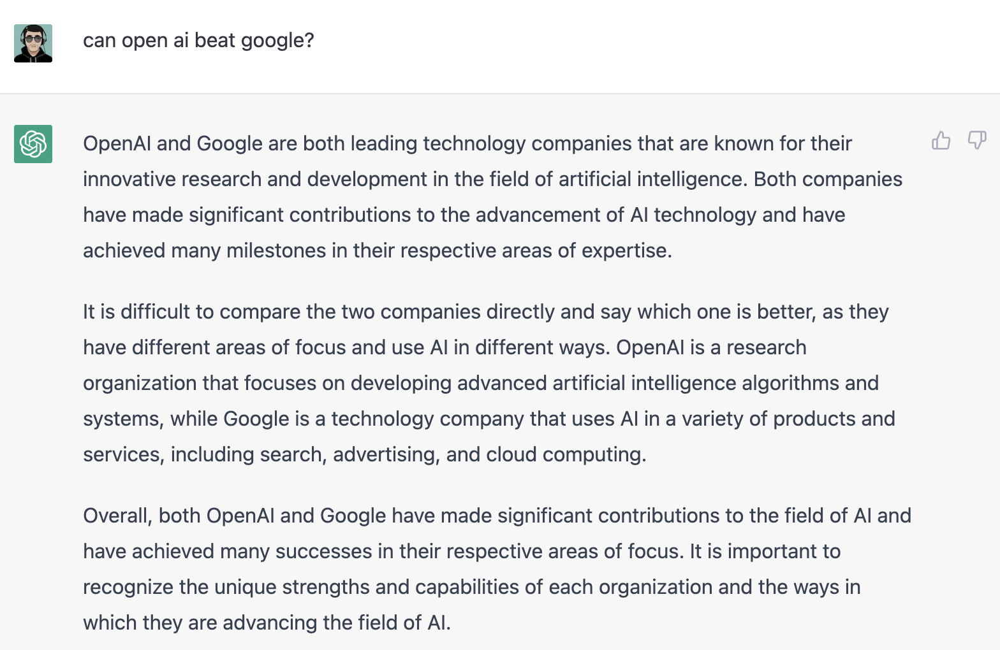 can open ai beat google?
OpenAI and Google are both leading technology companies that are known for their
innovative research and development in the field of artificial intelligence. Both companies
have made significant contributions to the advancement of AI technology and have
achieved many milestones in their respective areas of expertise.
It is difficult to compare the two companies directly and say which one is better, as they
have different areas of focus and use AI in different ways. OpenAI is a research
organization that focuses on developing advanced artificial intelligence algorithms and
systems, while Google is a technology company that uses AI in a variety of products and
services, including search, advertising, and cloud computing.
Overall, both OpenAI and Google have made significant contributions to the field of AI and
have achieved many successes in their respective areas of focus. It is important to
recognize the unique strengths and capabilities of each organization and the ways in
which they are advancing the field of AI.